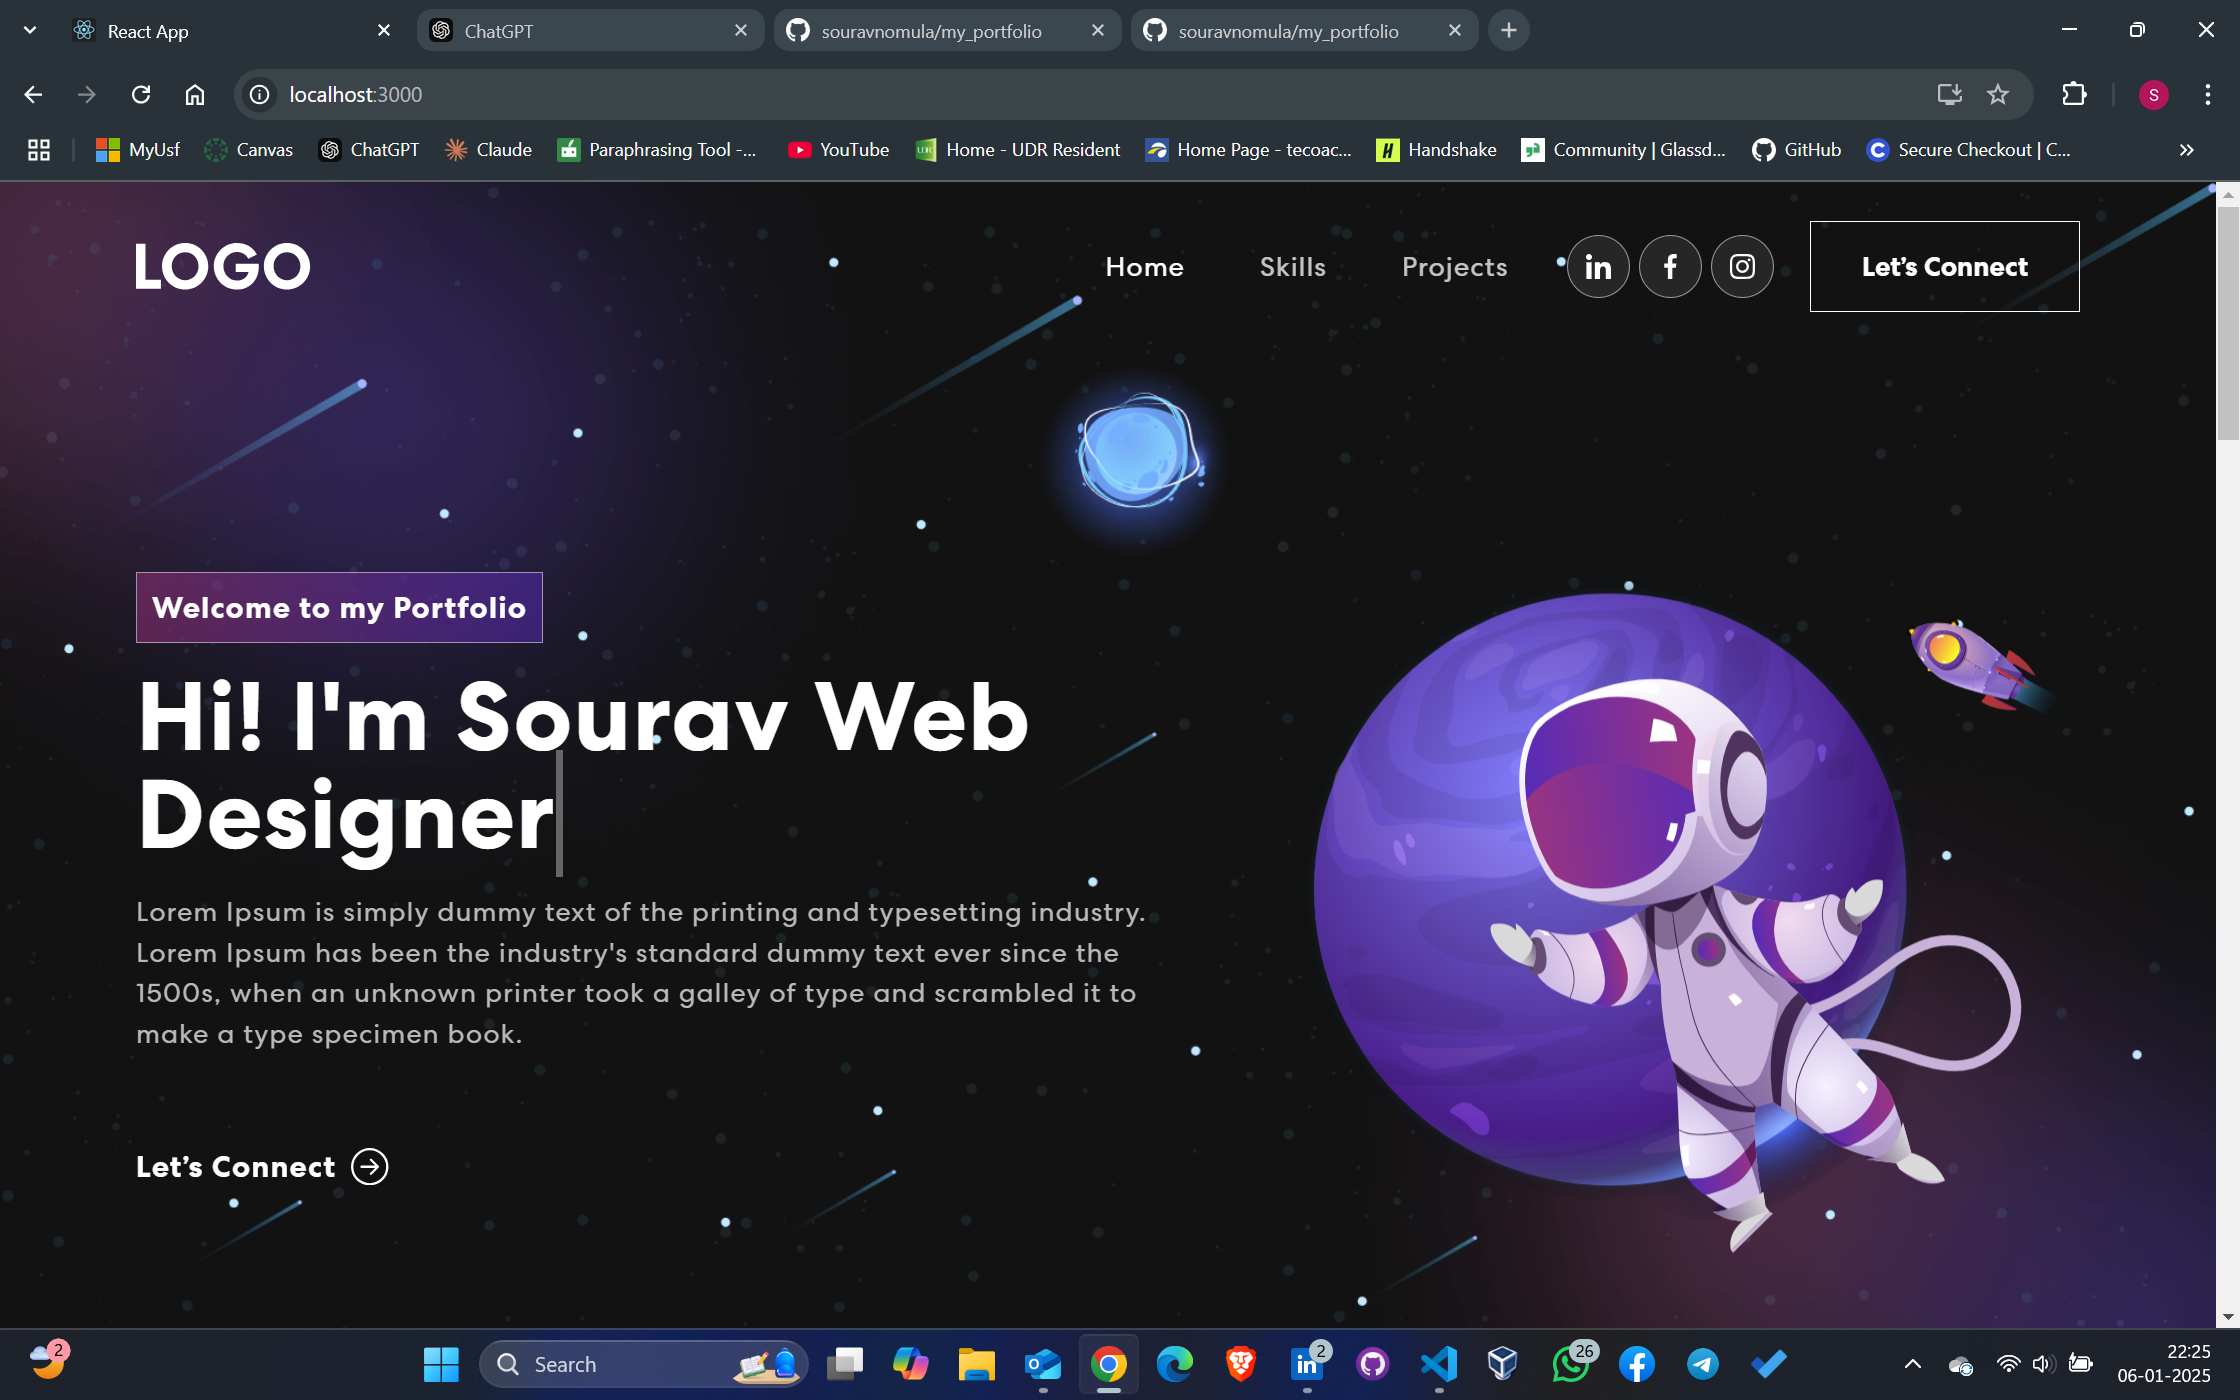 React App
ChatGPT
souravnomula/my_portfolio
souravnomula/my_portfolio
localhost:3000
S
MyUsf
Canvas
ChatGPT
Claude
Paraphrasing Tool -...
YouTube
Home - UDR Resident
Home Page - tecoac...
Handshake
Community | Glassd...
GitHub
Secure Checkout | C...
LOGO
Home
Skills
Projects
Let’s Connect
Welcome to my Portfolio
Hi! I'm Sourav Web
Designer
Lorem Ipsum is simply dummy text of the printing and typesetting industry.
Lorem Ipsum has been the industry's standard dummy text ever since the
1500s, when an unknown printer took a galley of type and scrambled it to
make a type specimen book.
Let’s Connect
2
Search
2
26
22:25
06-01-2025